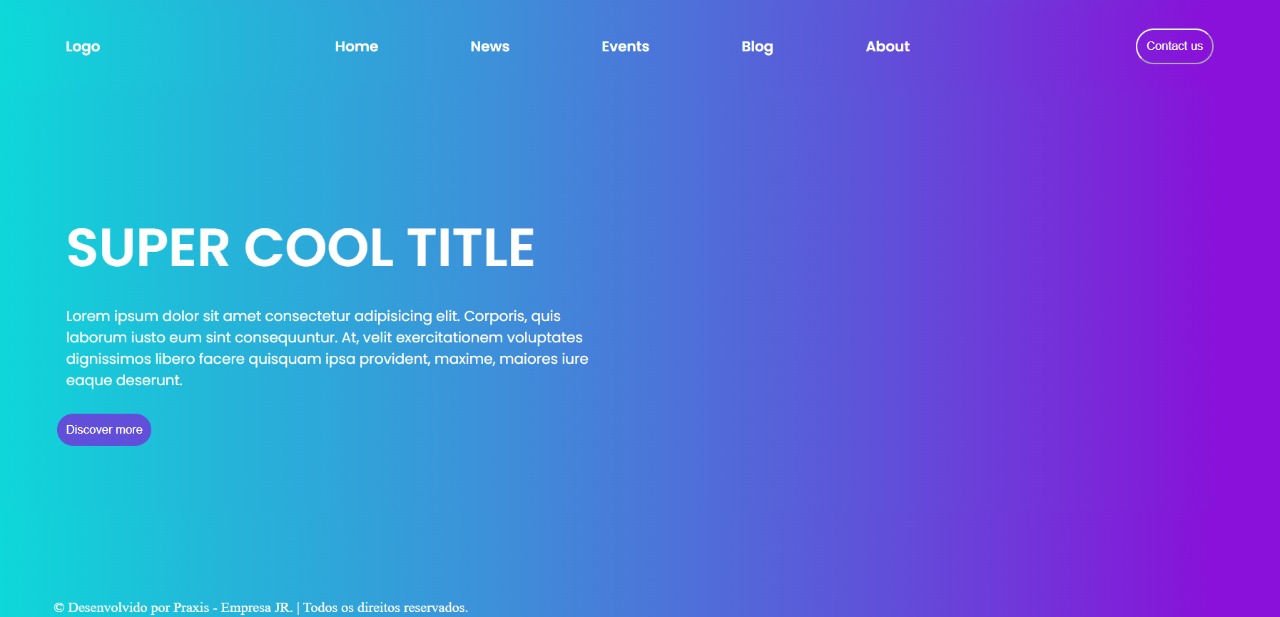 Logo
Home
News
Events
Blog
About
Contact us
SUPER COOL TITLE
Lorem ipsum dolor sit amet consectetur adipisicing elit. Corporis, quis
laborum iusto eum sint consequuntur. At, velit exercitationem voluptates
dignissimos libero facere quisquam ipsa provident, maxime, maiores iure
eaque deserunt.
Discover more
© Desenvolvido por Praxis - Empresa JR. | Todos os direitos reservados.